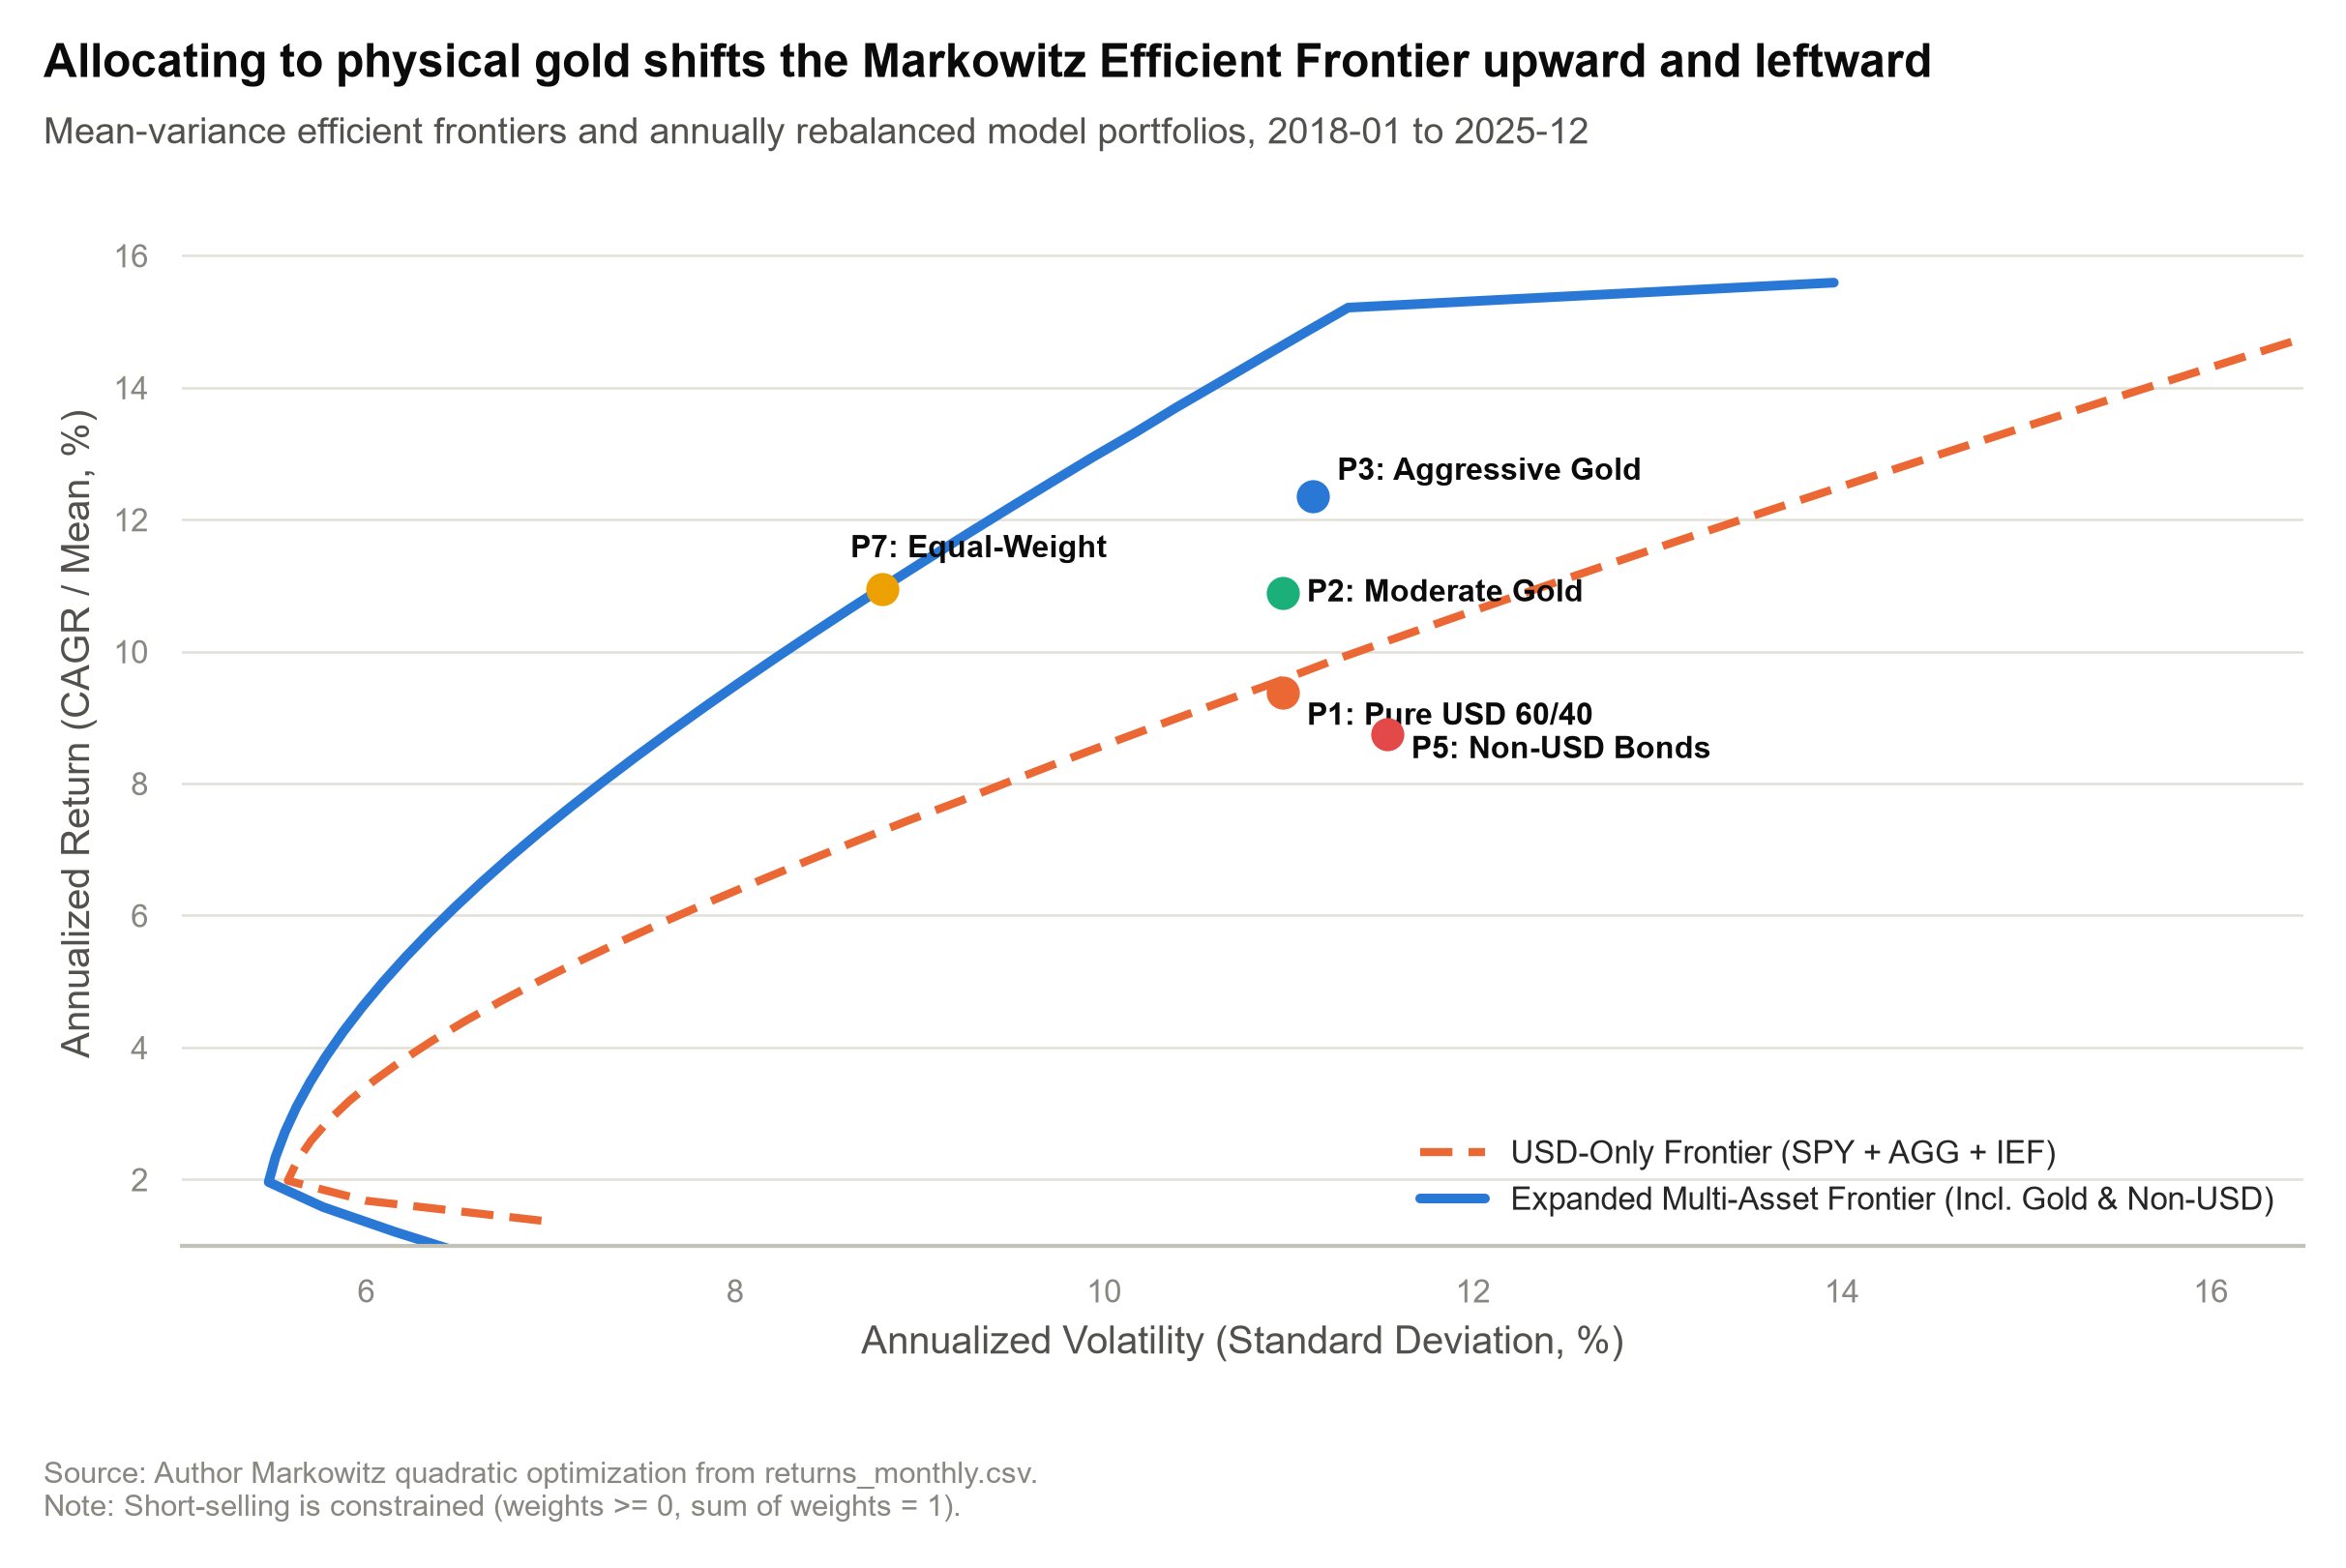 Allocating to physical gold shifts the Markowitz Efficient Frontier upward and leftward
Mean-variance efficient frontiers and annually rebalanced model portfolios, 2018-01 to 2025-12
Annualized Return (CAGR / Mean, %)
16
14
12
10
8
6
4
2
P3: Aggressive Gold
P7: Equal-Weight
P2: Moderate Gold
P1: Pure USD 60/40
P5: Non-USD Bonds
USD-Only Frontier (SPY + AGG + IEF)
Expanded Multi-Asset Frontier (Incl. Gold & Non-USD)
6
8
10
12
14
16
Annualized Volatility (Standard Deviation, %)
Source: Author Markowitz quadratic optimization from returns_monthly.csv.
Note: Short-selling is constrained (weights >= 0, sum of weights = 1).